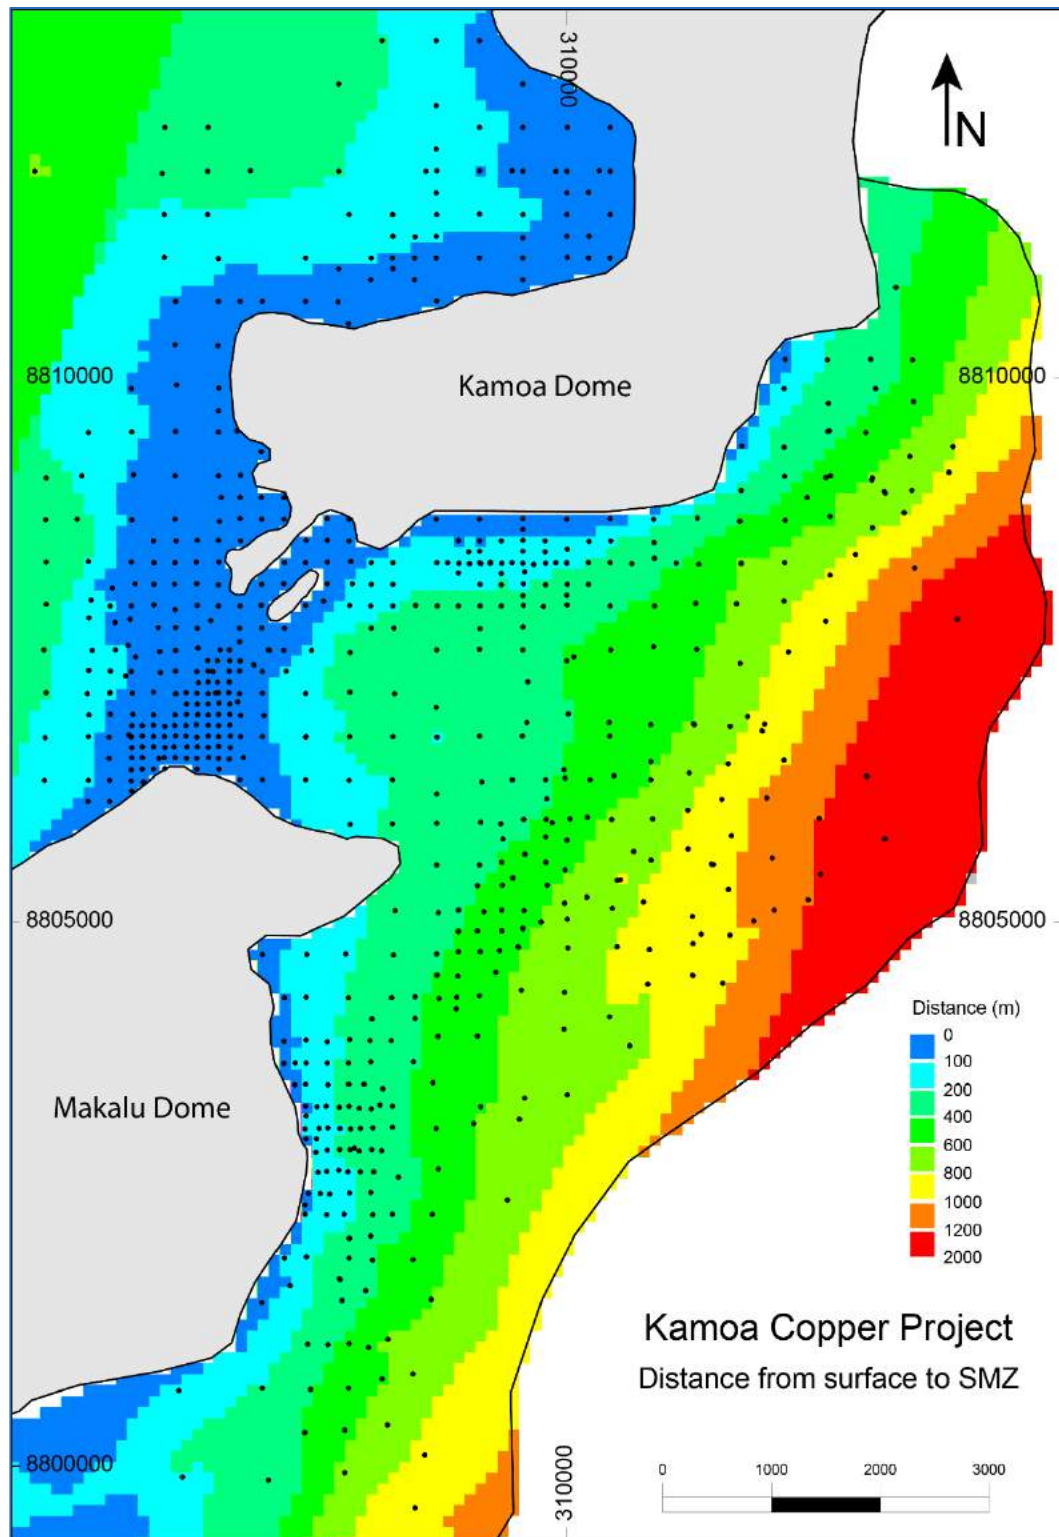 310000
N
8810000
8810000
Kamoa Dome
8805000
8805000
Distance (m)
0
100
200
400
600
800
1000
1200
2000
Makalu Dome
Kamoa Copper Project
Distance from surface to SMZ
8800000
310000
0 1000 2000 3000